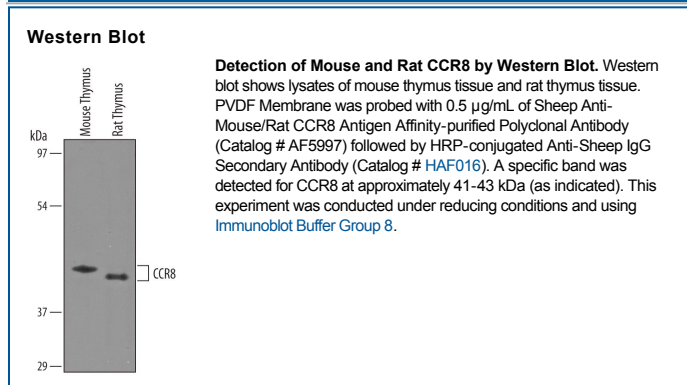 Western Blot
Mouse Thymus
Rat Thymus
kDa
97
54
37
29
CCR8
Detection of Mouse and Rat CCR8 by Western Blot. Western
blot shows lysates of mouse thymus tissue and rat thymus tissue.
PVDF Membrane was probed with 0.5 µg/mL of Sheep Anti-
Mouse/Rat CCR8 Antigen Affinity-purified Polyclonal Antibody
(Catalog # AF5997) followed by HRP-conjugated Anti-Sheep IgG
Secondary Antibody (Catalog # HAF016). A specific band was
detected for CCR8 at approximately 41-43 kDa (as indicated). This
experiment was conducted under reducing conditions and using
Immunoblot Buffer Group 8.